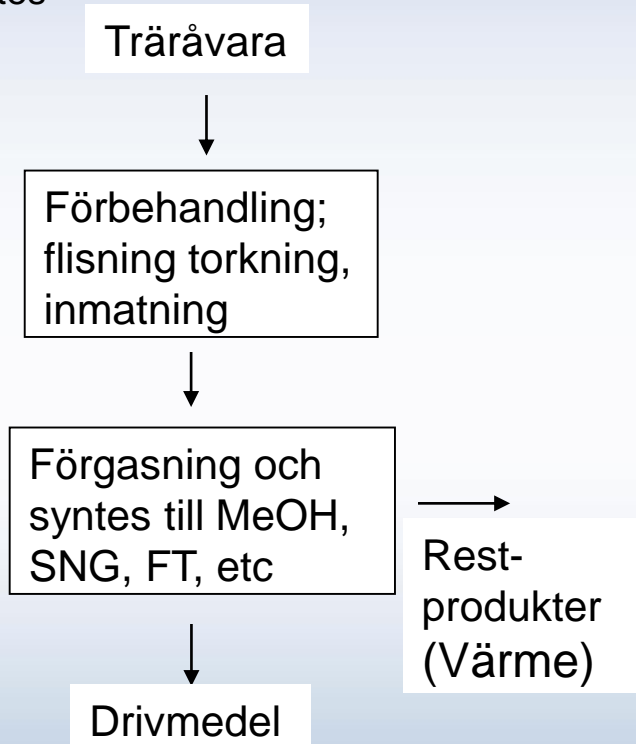 Träråvara
Förbehandling;
flisning torkning,
inmatning
Förgasning och
syntes till MeOH,
SNG, FT, etc
Rest-
produkter
(Värme)
Drivmedel